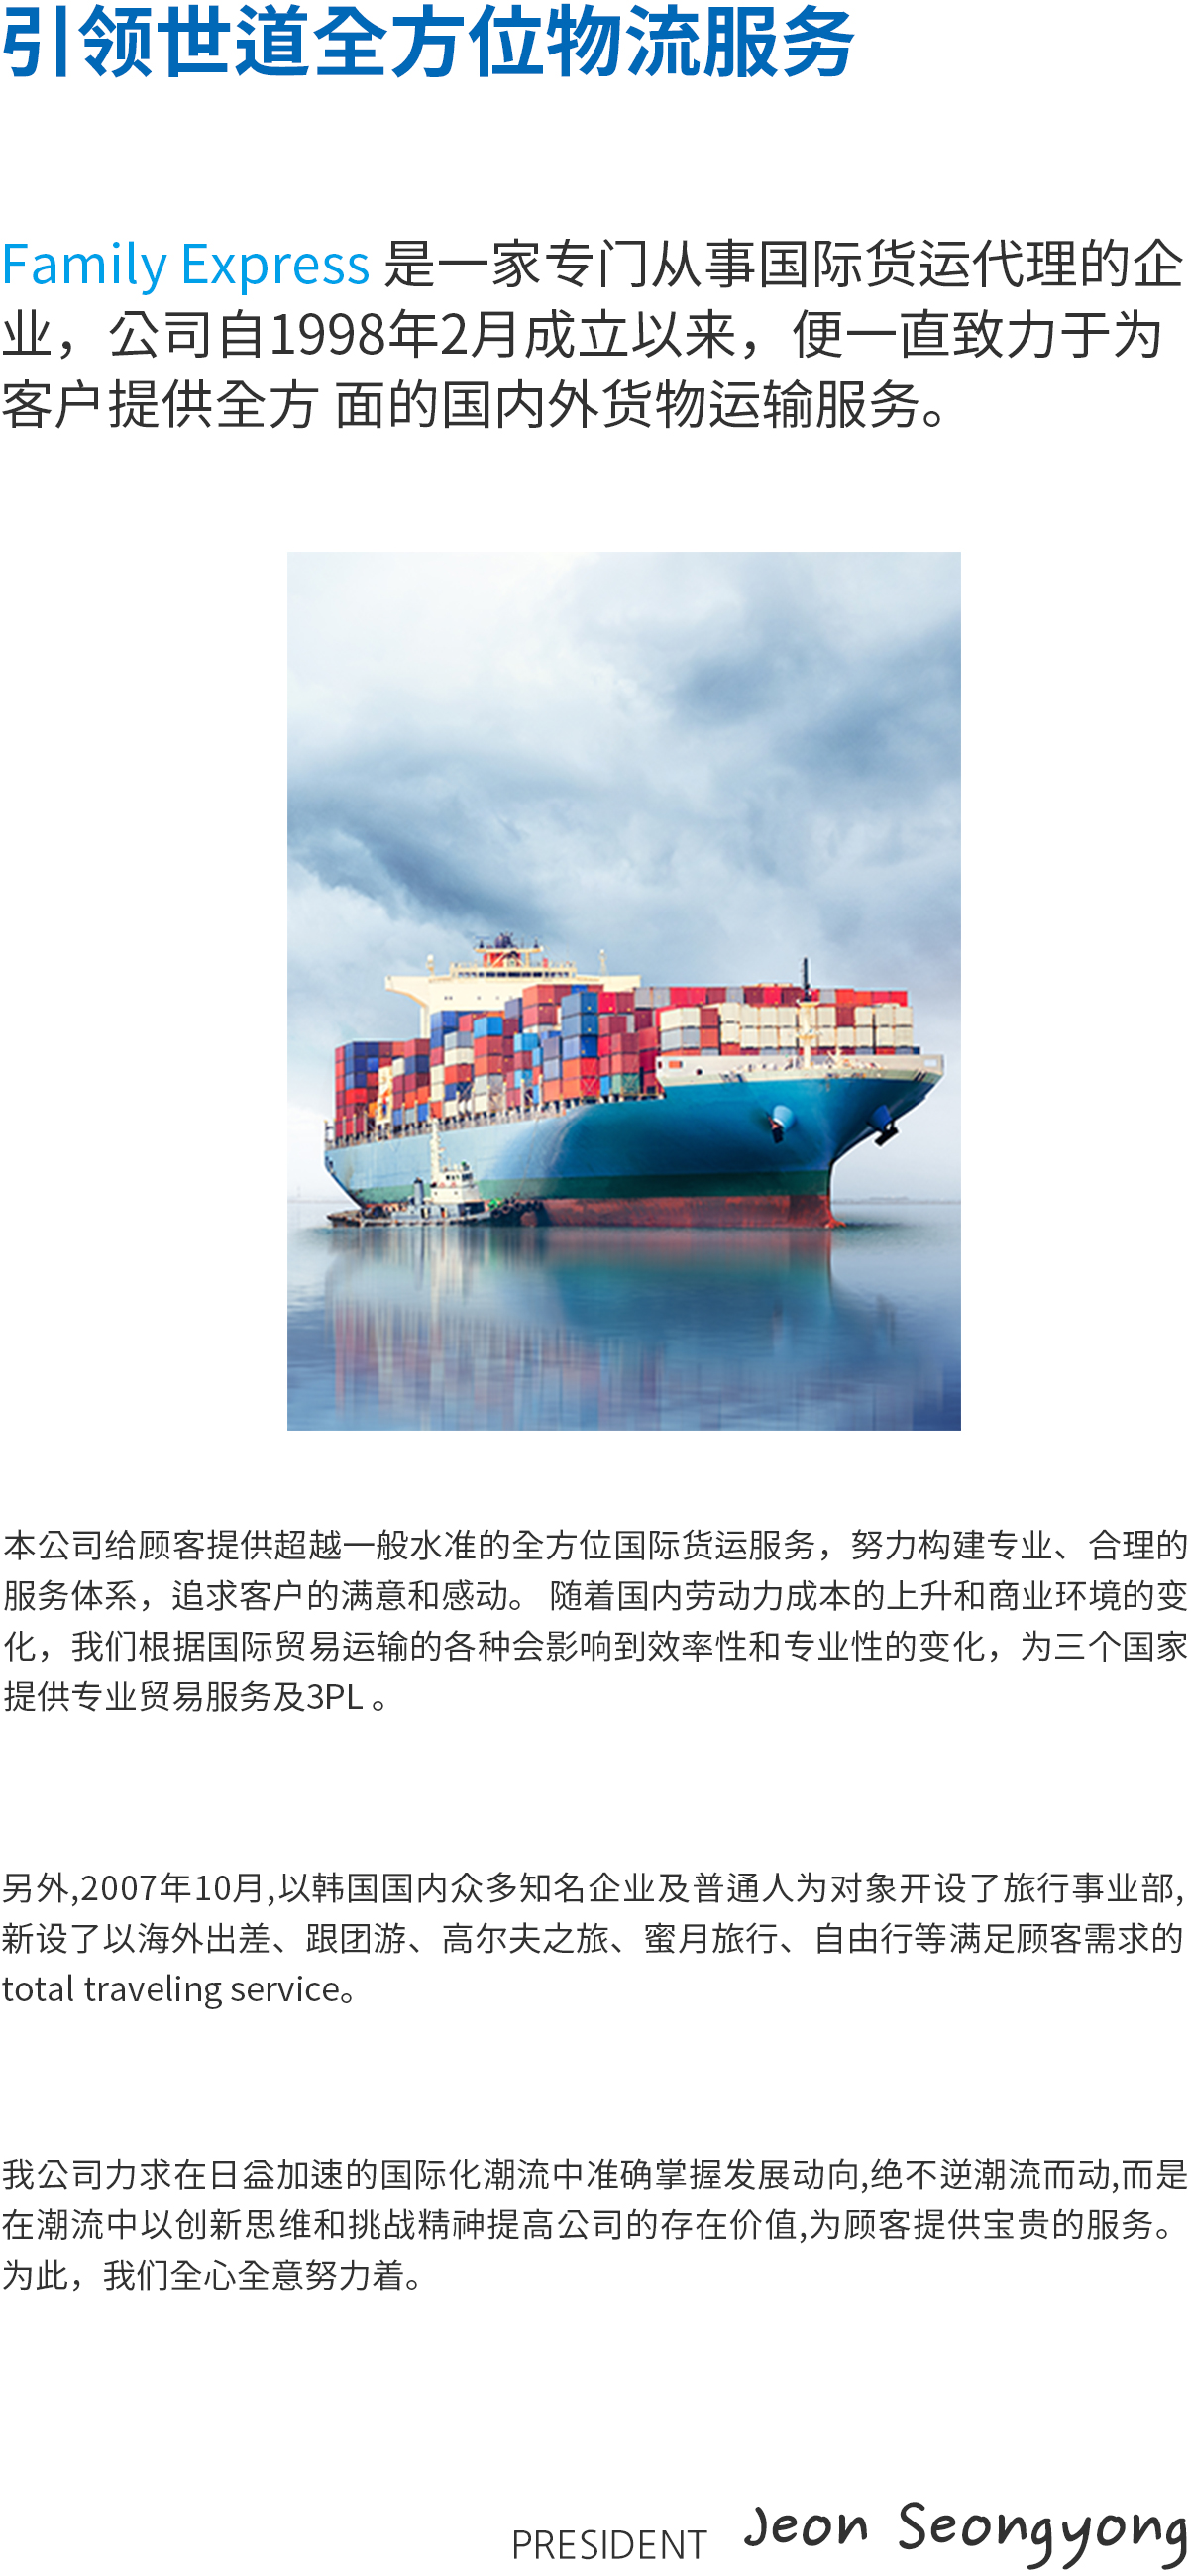 引领世道全方位物流服务
Family Express 是一家专门从事国际货运代理的企
业，公司自1998年2月成立以来，便一直致力于为
客户提供全方 面的国内外货物运输服务。
本公司给顾客提供超越一般水准的全方位国际货运服务，努力构建专业、合理的
服务体系，追求客户的满意和感动。 随着国内劳动力成本的上升和商业环境的变
化，我们根据国际贸易运输的各种会影响到效率性和专业性的变化，为三个国家
提供专业贸易服务及3PL 。
另外,2007年10月,以韩国国内众多知名企业及普通人为对象开设了旅行事业部,
新设了以海外出差、跟团游、高尔夫之旅、蜜月旅行、自由行等满足顾客需求的
total traveling service。
我公司力求在日益加速的国际化潮流中准确掌握发展动向,绝不逆潮流而动,而是
在潮流中以创新思维和挑战精神提高公司的存在价值,为顾客提供宝贵的服务。
为此，我们全心全意努力着。
PRESIDENT Jeon Seongyong